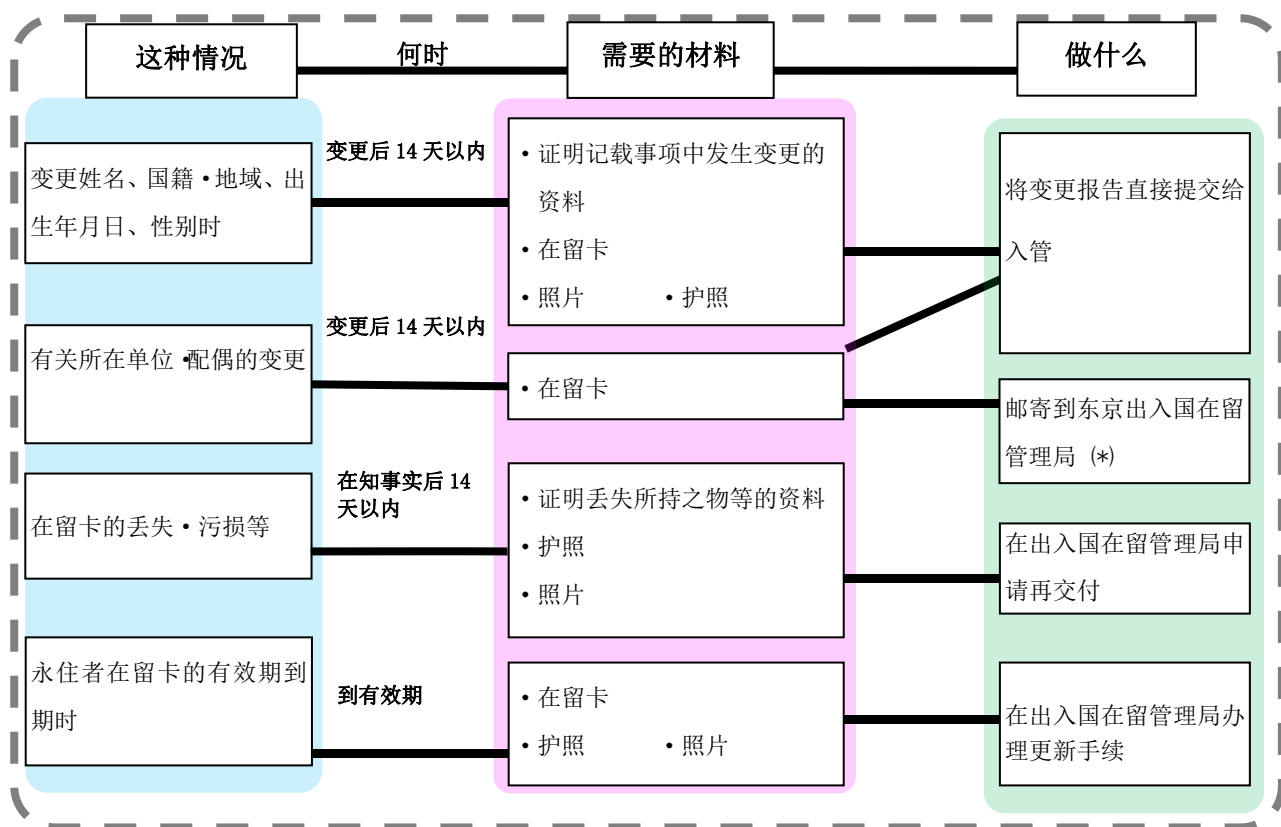 这种情况
何时
需要的材料
做什么
变更姓名、国籍・地域、出
生年月日、性别时
变更后 14 天以内
・证明记载事项中发生变更的
资料
・在留卡
・照片 ・护照
将变更报告直接提交给
入管
有关所在单位・配偶的变更
变更后 14 天以内
・在留卡
邮寄到东京出入国在留
管理局 (*)
在留卡的丢失・污损等
在知事实后 14
天以内
・证明丢失所持之物等的资料
・护照
・照片
在出入国在留管理局申
请再交付
永住者在留卡的有效期到
期时
到有效期
・在留卡
・护照 ・照片
在出入国在留管理局办
理更新手续